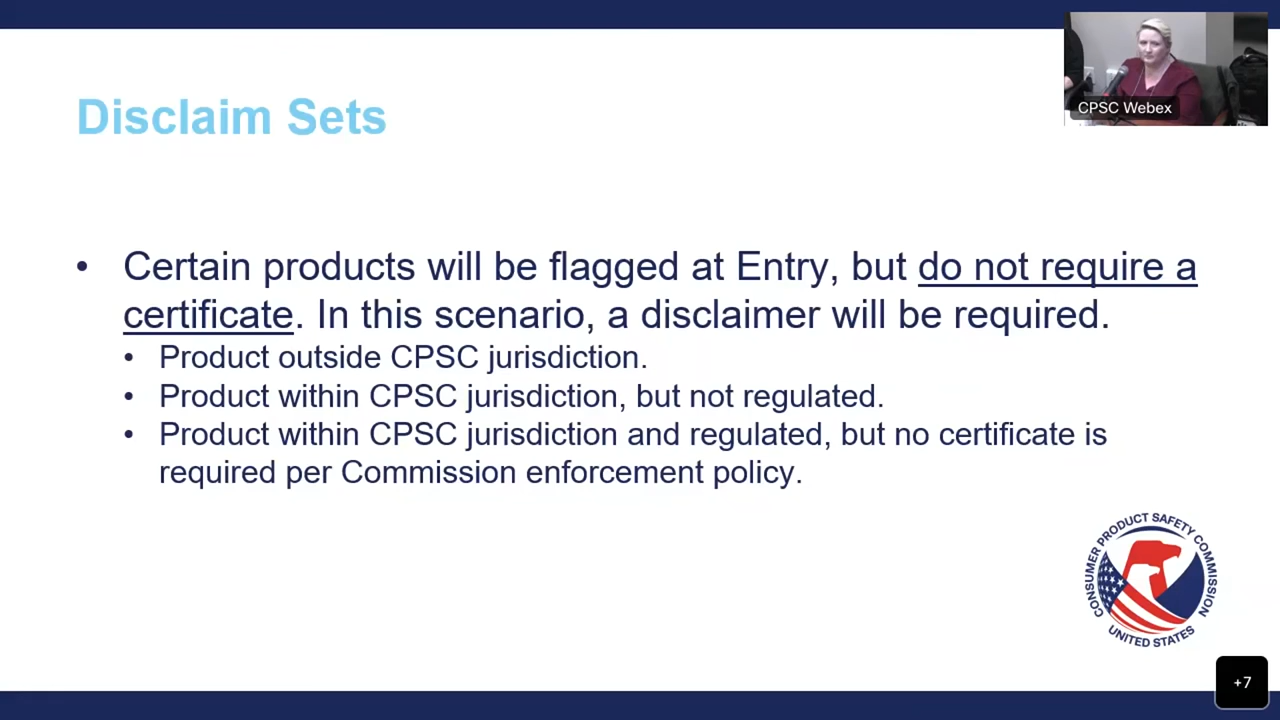 CPSC Webex
Disclaim Sets
• Certain products will be flagged at Entry, but do not require a
certificate. In this scenario, a disclaimer will be required.
• Product outside CPSC jurisdiction.
• Product within CPSC jurisdiction, but not regulated.
• Product within CPSC jurisdiction and regulated, but no certificate is
required per Commission enforcement policy.
CONSUMER PRODUCT SAFETY COMMISSION
UNITED STATES
+7